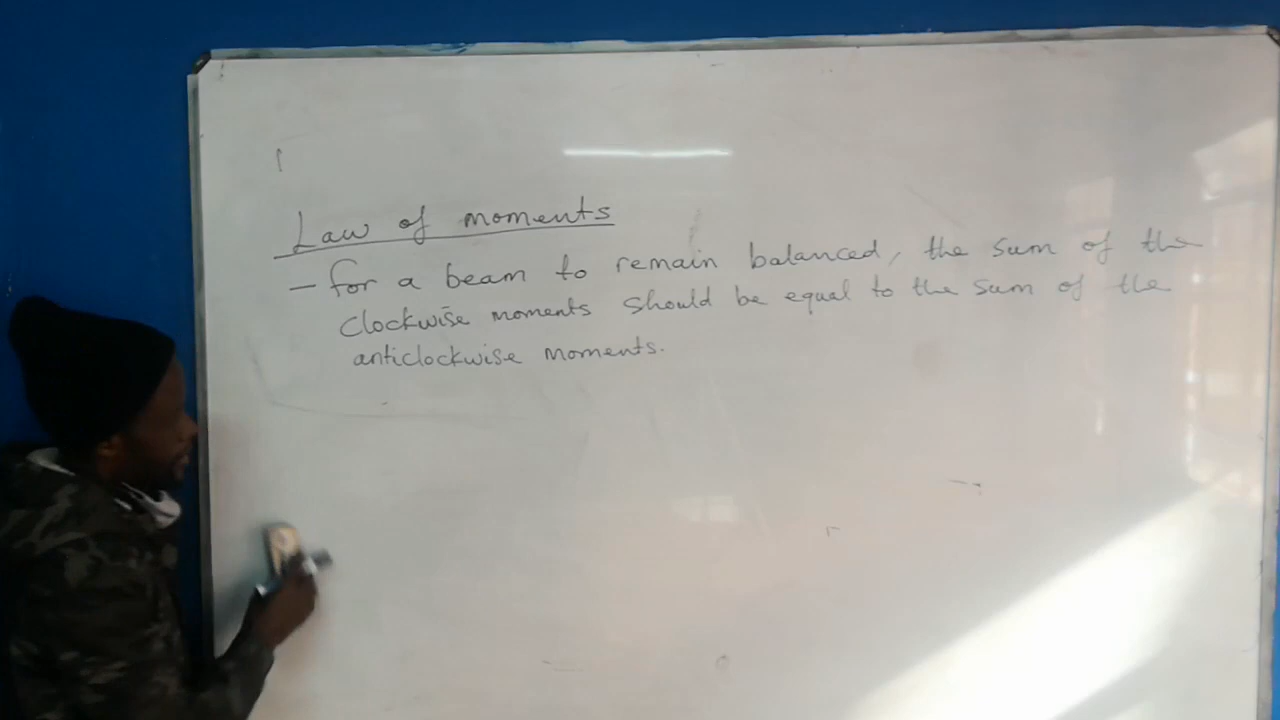 Law of moments
- for a beam to remain balanced, the sum of the
clockwise moments should be equal to the sum of the
anticlockwise moments.